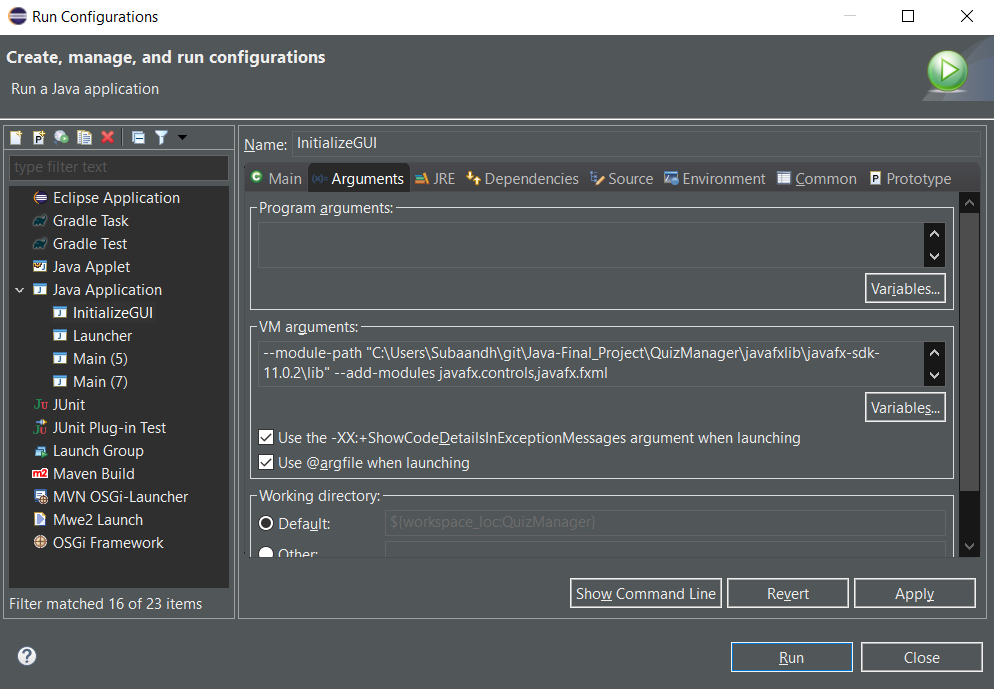 Run Configurations
Create, manage, and run configurations
Run a Java application
type filter text
Eclipse Application
Gradle Task
Gradle Test
Java Applet
Java Application
InitializeGUI
Launcher
Main (5)
Main (7)
JUnit
JUnit Plug-in Test
Launch Group
Maven Build
MVN OSGi-Launcher
Mwe2 Launch
OSGi Framework
Filter matched 16 of 23 items
Name: InitializeGUI
Main Arguments JRE Dependencies Source Environment Common Prototype
Program arguments:
Variables...
VM arguments:
--module-path "C:\Users\Subaandh\git\Java-Final_Project\QuizManager\javafxlib\javafx-sdk-
11.0.2\lib" --add-modules javafx.controls,javafx.fxml
Variables...
Use the -XX:+ShowCodeDetailsInExceptionMessages argument when launching
Use @argfile when launching
Working directory:
Default: ${workspace_loc:QuizManager}
Other:
Show Command Line Revert Apply
Run Close